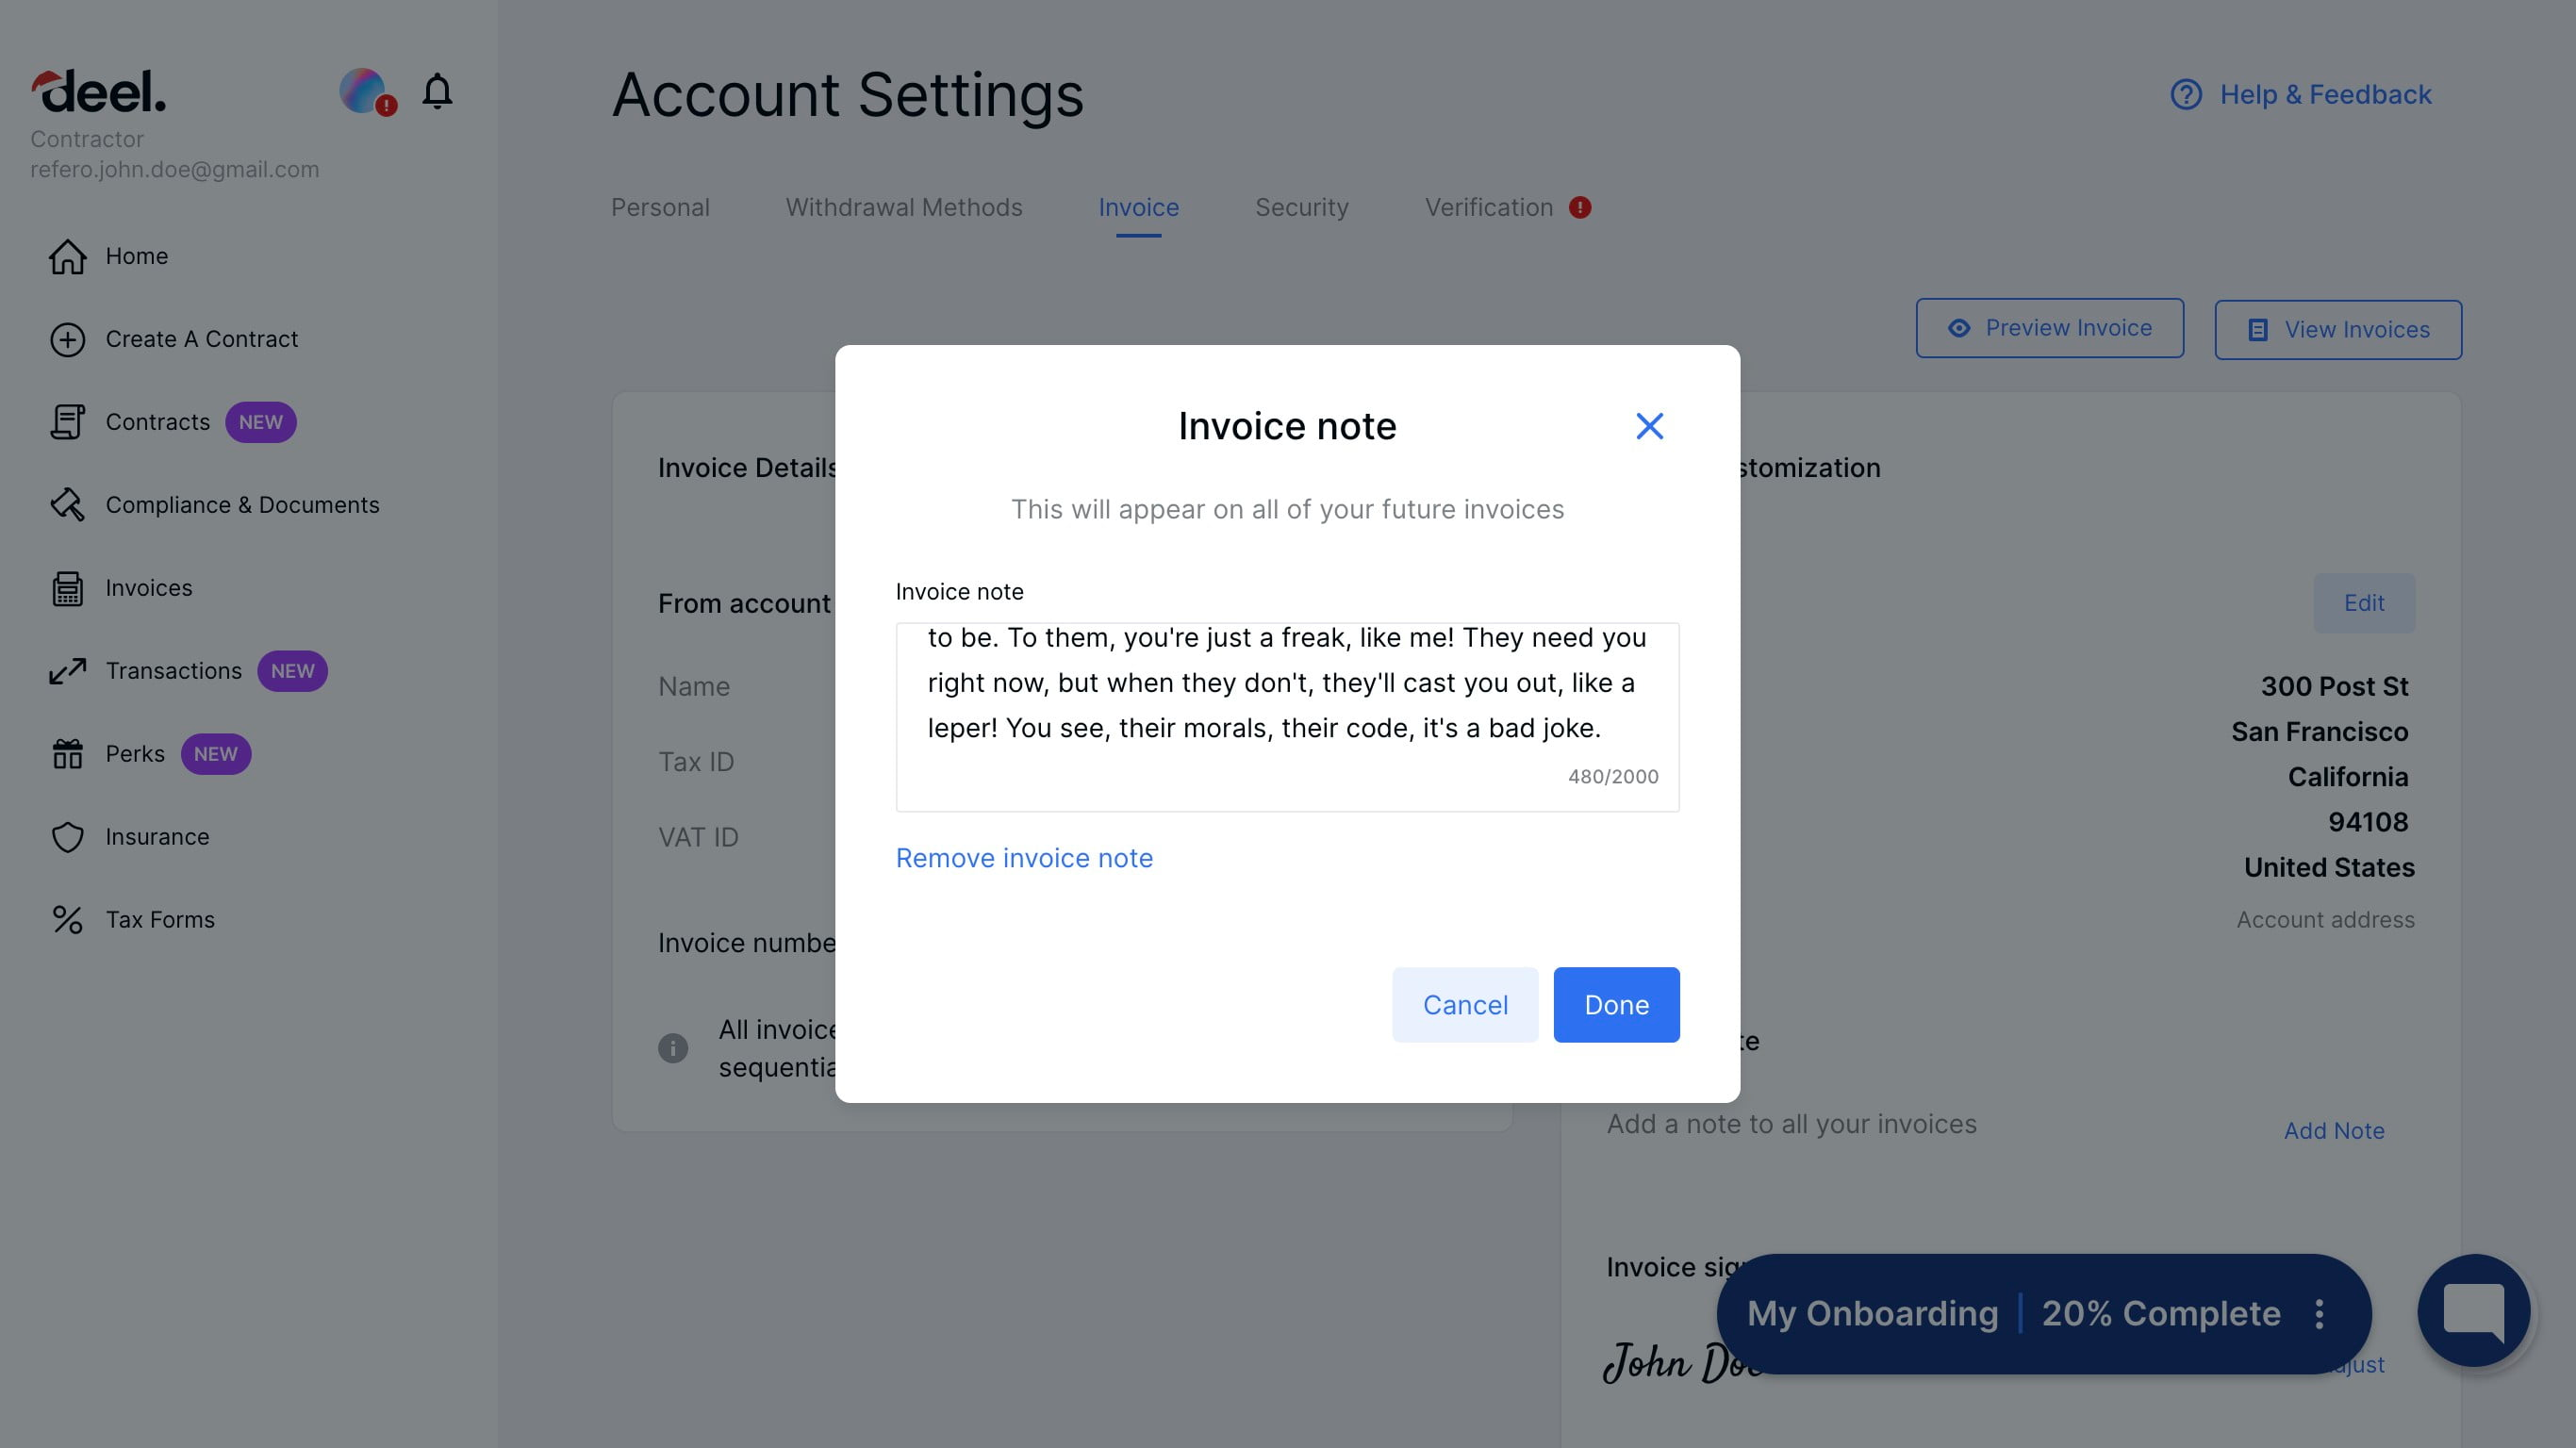 deel.
Contractor
refero.john.doe@gmail.com
Home
Create A Contract
Contracts NEW
Compliance & Documents
Invoices
Transactions NEW
Perks NEW
Insurance
Tax Forms
Account Settings
Help & Feedback
Personal Withdrawal Methods Invoice Security Verification
Preview Invoice View Invoices
Invoice Details
From account
Name
Tax ID
VAT ID
Invoice numbe
All invoice
sequentia
Invoice note
This will appear on all of your future invoices
Invoice note
to be. To them, you're just a freak, like me! They need you
right now, but when they don't, they'll cast you out, like a
leper! You see, their morals, their code, it's a bad joke.
480/2000
Remove invoice note
Cancel Done
stomization
Edit
300 Post St
San Francisco
California
94108
United States
Account address
te
Add a note to all your invoices
Add Note
Invoice sig
My Onboarding 20% Complete
John Do
just